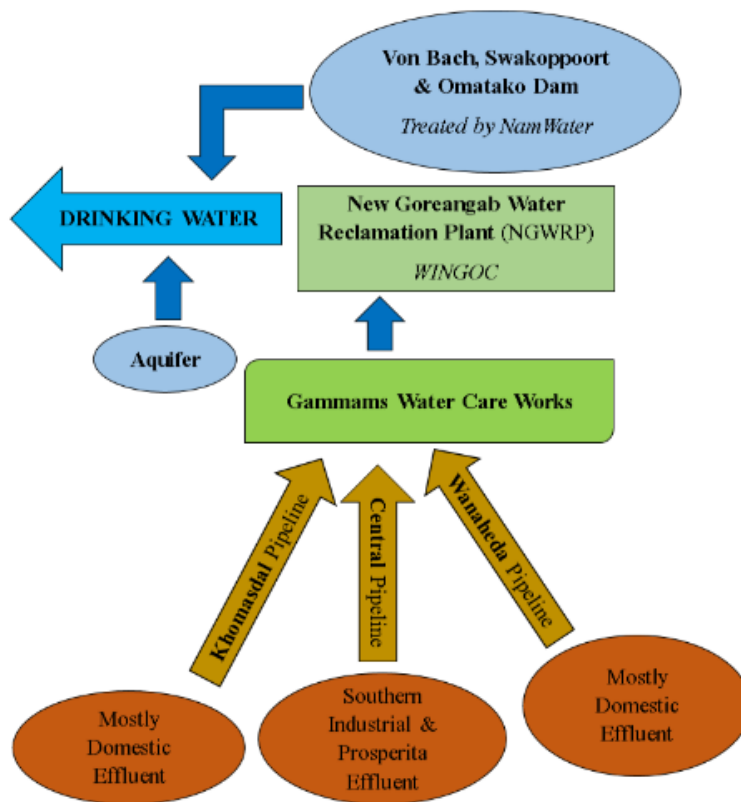 Von Bach, Swakoppoort
& Omatako Dam
Treated by NamWater
DRINKING WATER
New Goreangab Water
Reclamation Plant (NGWRP)
WINGOC
Aquifer
Gammams Water Care Works
Khomasdal Pipeline
Central Pipeline
Wanaheda Pipeline
Mostly
Domestic
Effluent
Southern
Industrial &
Prosperita
Effluent
Mostly
Domestic
Effluent